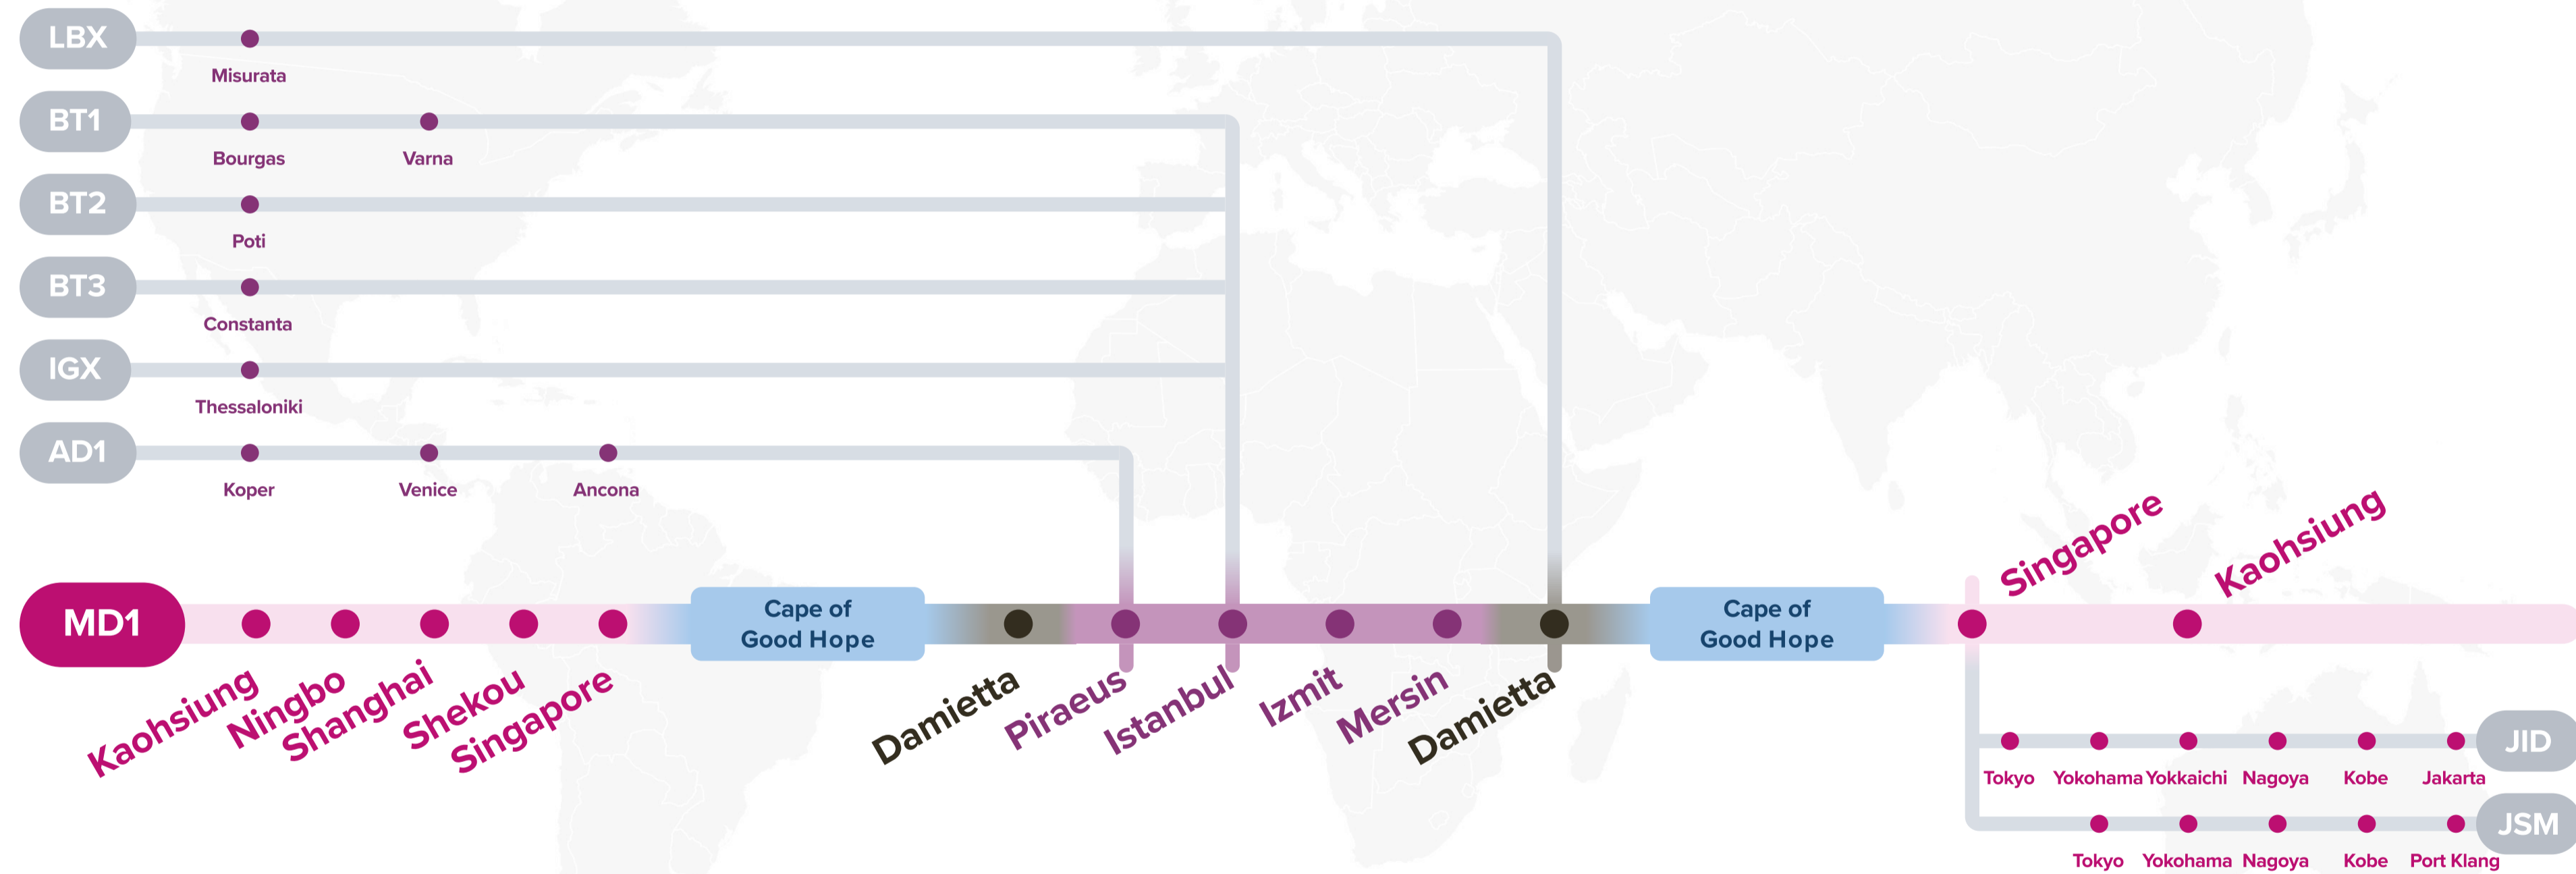 LBX
Misurata
BT1
Bourgas Varna
BT2
Poti
BT3
Constanta
IGX
Thessaloniki
AD1
Koper Venice Ancona
MD1
Kaohsiung
Ningbo
Shanghai
Shekou
Singapore
Cape of
Good Hope
Damietta
Piraeus
Istanbul
Izmit
Mersin
Damietta
Cape of
Good Hope
Singapore
Kaohsiung
JID
Tokyo Yokohama Yokkaichi Nagoya Kobe Jakarta
JSM
Tokyo Yokohama Nagoya Kobe Port Klang